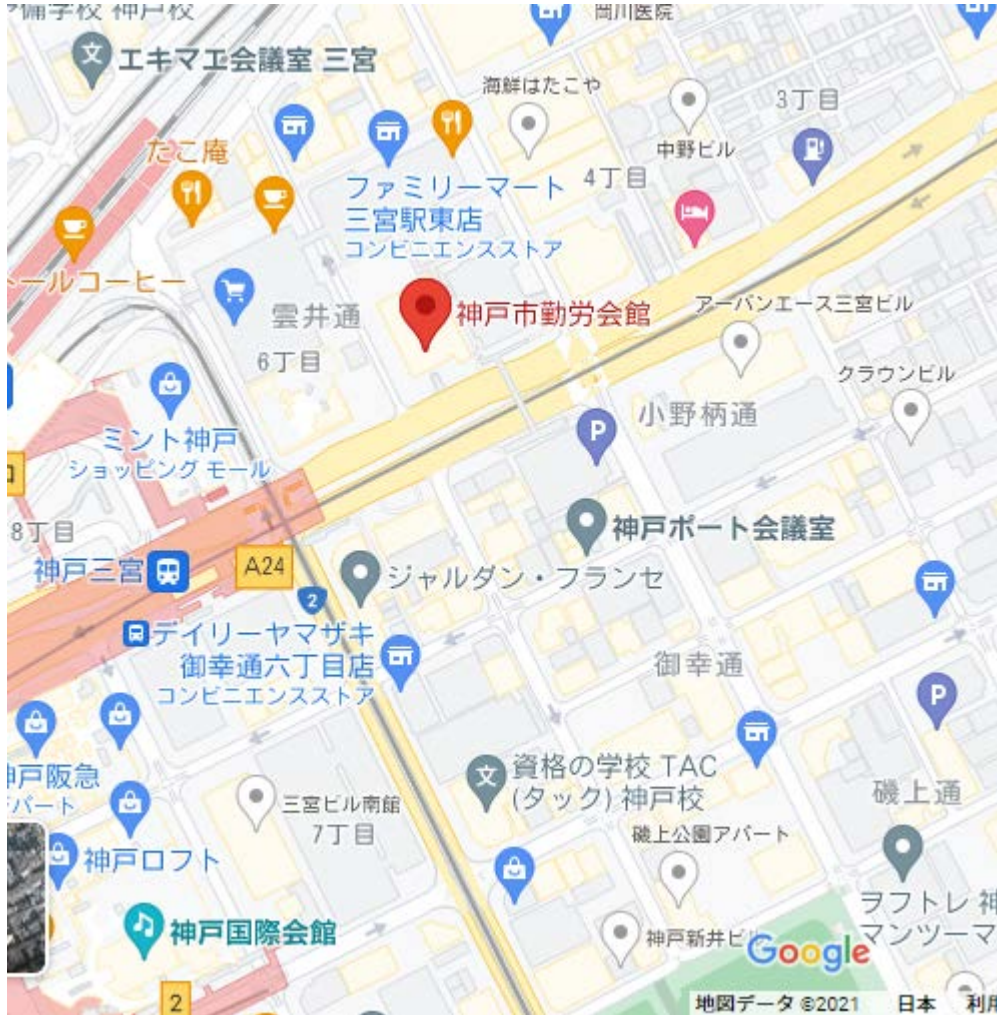 備学校 神戸校
エキマエ会議室 三宮
岡川医院
海鮮はたこや
3丁目
たこ庵
中野ビル
ファミリーマート
三宮駅東店
コンビニエンスストア
4丁目
トールコーヒー
雲井通
6丁目
神戸市勤労会館
アーバンエース三宮ビル
クラウンビル
小野柄通
ミント神戸
ショッピング モール
8丁目
神戸三宮
A24
2
神戸ポート会議室
ジャルダン・フランセ
デイリーヤマザキ
御幸通六丁目店
コンビニエンスストア
御幸通
P
P
神戸阪急
デパート
三宮ビル南館
7丁目
資格の学校 TAC
(タック) 神戸校
磯上通
磯上公園アパート
神戸ロフト
ヲフトレ 神
マンツーマ
神戸国際会館
神戸新井ビ
Google
2
地図データ ©2021
日本
利用